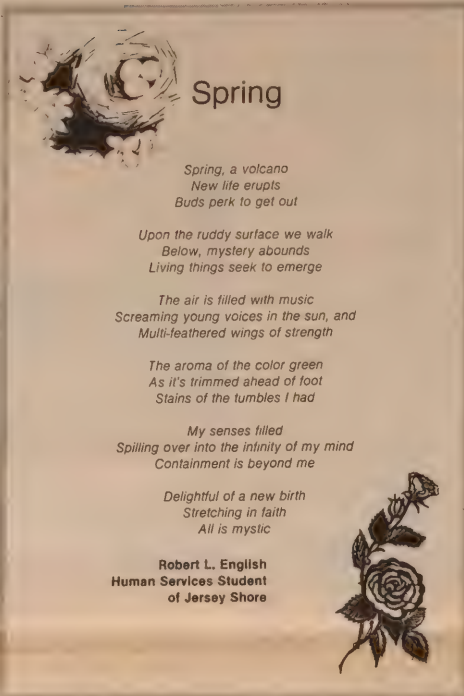 Spring
Spring, a volcano
New life erupts
Buds perk to get out
Upon the ruddy surface we walk
Below, mystery abounds
Living things seek to emerge
The air is filled with music
Screaming young voices in the sun, and
Multi-feathered wings of strength
The aroma of the color green
As it's trimmed ahead of foot
Stains of the tumbles I had
My senses filled
Spilling over into the infinity of my mind
Containment is beyond me
Delightful of a new birth
Stretching in faith
All is mystic
Robert L. English
Human Services Student
of Jersey Shore